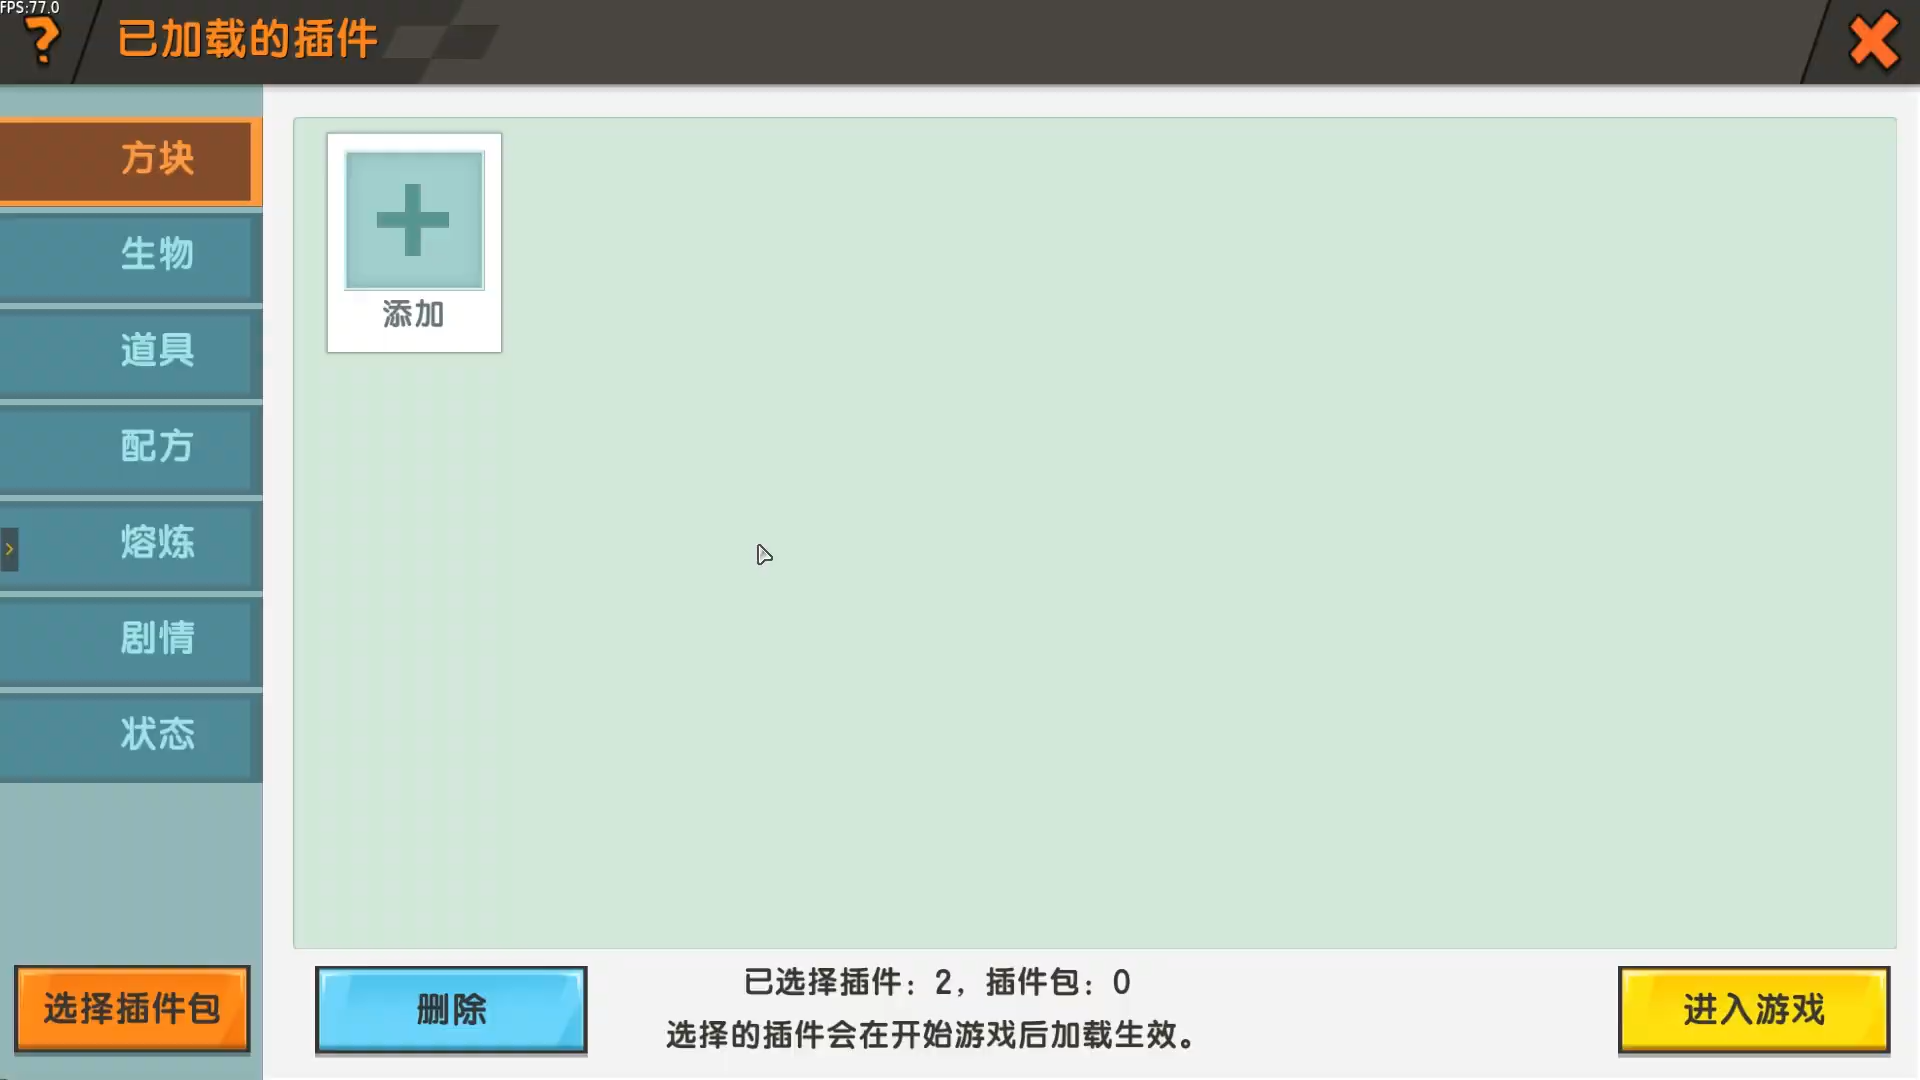 FPS:77.0
已加载的插件
方块
生物
道具
配方
熔炼
剧情
状态
添加
选择插件包
删除
已选择插件：2，插件包：0
选择的插件会在开始游戏后加载生效。
进入游戏